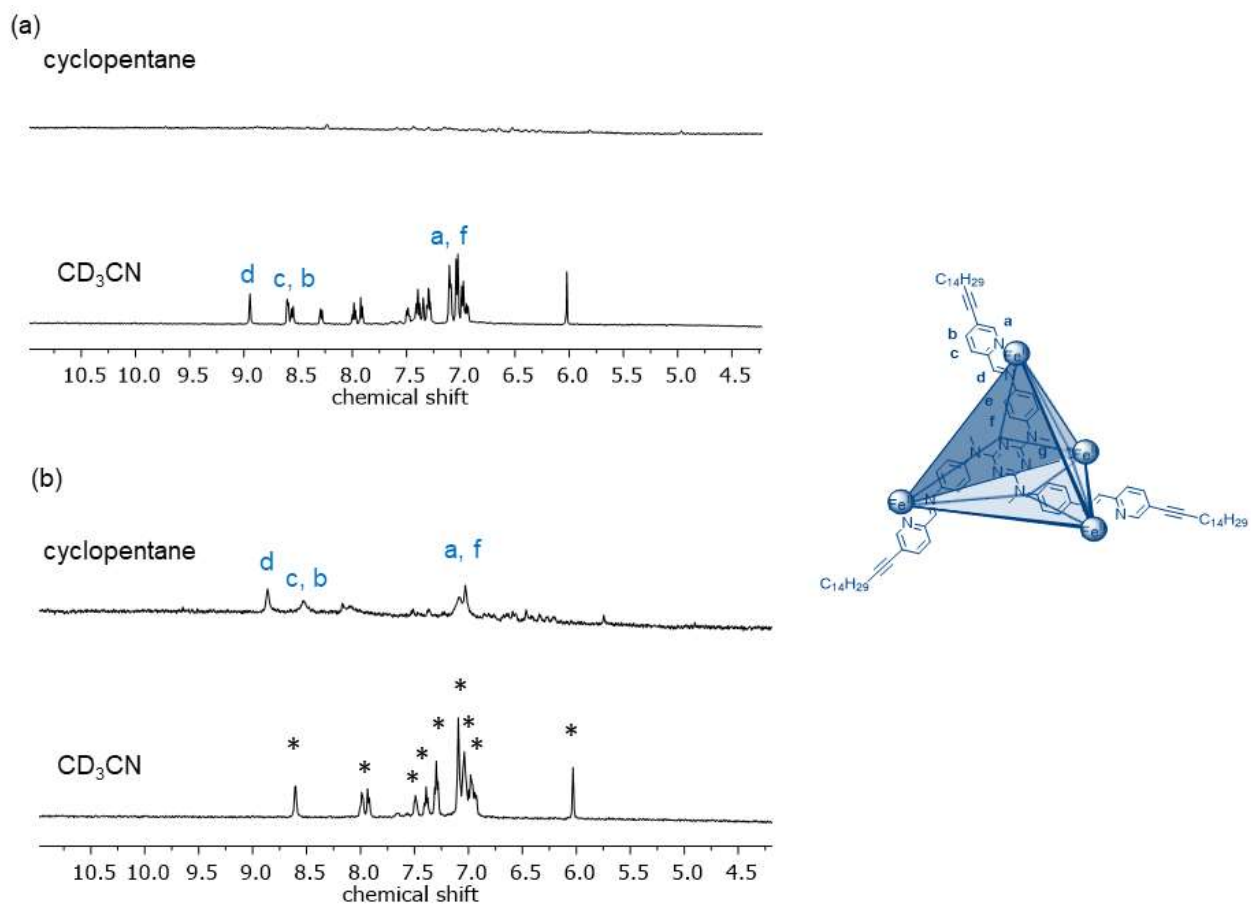 (a)
cyclopentane
CD₃CN
d
c, b
a, f
10.5 10.0 9.5 9.0 8.5 8.0 7.5 7.0 6.5 6.0 5.5 5.0 4.5
chemical shift
(b)
cyclopentane
d
c, b
a, f
CD₃CN
* * * * * * * * *
10.5 10.0 9.5 9.0 8.5 8.0 7.5 7.0 6.5 6.0 5.5 5.0 4.5
chemical shift
C₁₄H₂₉
a
b
N
c
Fe
d
N
e
f
N
g
N N
N N
N
N
Fe
Fe
N
N
Fe
N
N
C₁₄H₂₉
C₁₄H₂₉